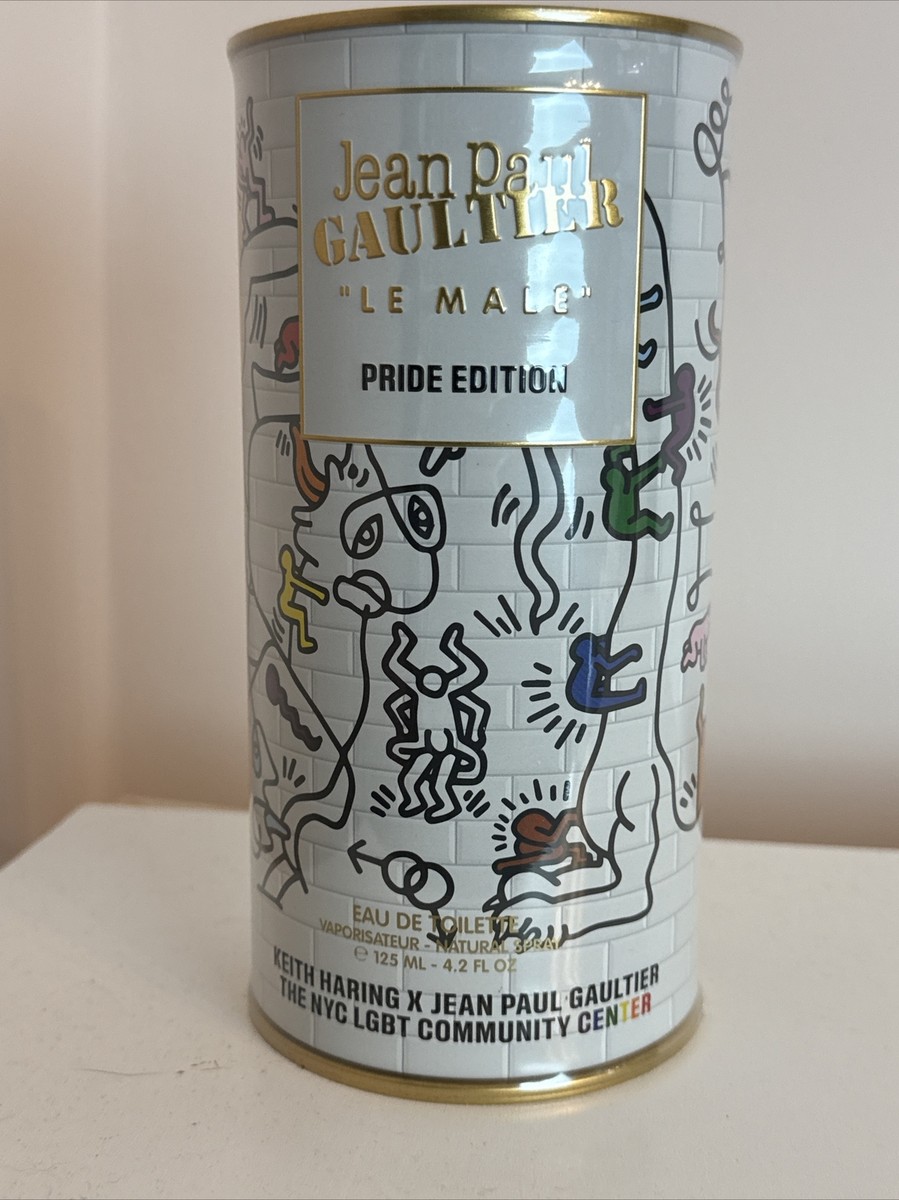 Jean Paul
GAULTIER
"LE MALE"
PRIDE EDITION
EAU DE TOILETTE
VAPORISATEUR - NATURAL SPRAY
℮ 125 ML - 4.2 FL OZ
KEITH HARING X JEAN PAUL GAULTIER
THE NYC LGBT COMMUNITY CENTER